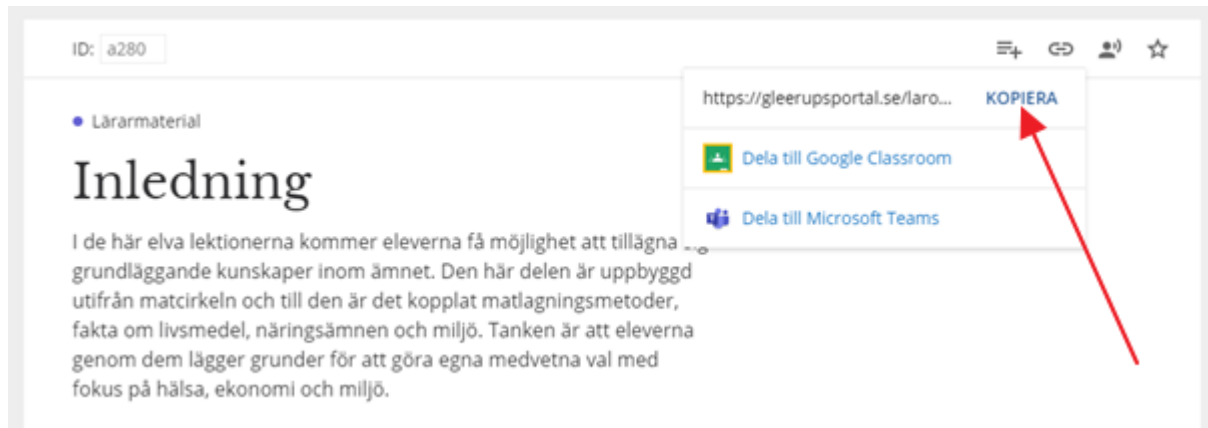 ID: a280
https://gleerupsportal.se/laro... KOPIERA
Dela till Google Classroom
Dela till Microsoft Teams
Lärarmaterial
Inledning
I de här elva lektionerna kommer eleverna få möjlighet att tillägna
grundläggande kunskaper inom ämnet. Den här delen är uppbyggd
utifrån matcirkeln och till den är det kopplat matlagningsmetoder,
fakta om livsmedel, näringsämnen och miljö. Tanken är att eleverna
genom dem lägger grunder för att göra egna medvetna val med
fokus på hälsa, ekonomi och miljö.